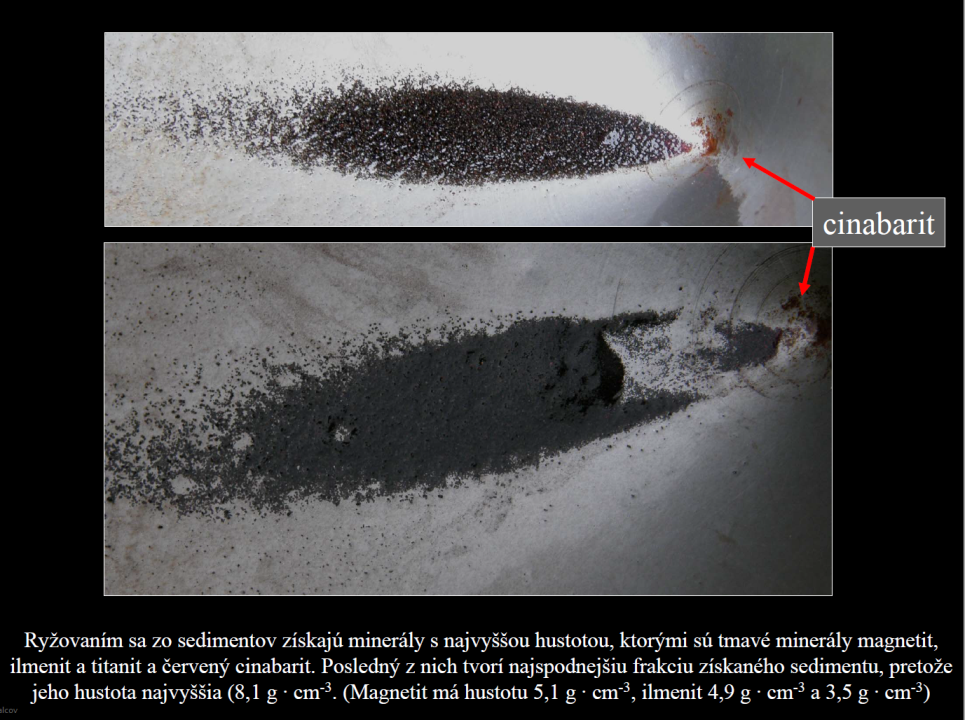 cinabarit
Ryžovaním sa zo sedimentov získajú minerály s najvyššou hustotou, ktorými sú tmavé minerály magnetit,
ilmenit a titanit a červený cinabarit. Posledný z nich tvorí najspodnejšiu frakciu získaného sedimentu, pretože
jeho hustota najvyššia (8,1 g · cm-3. (Magnetit má hustotu 5,1 g · cm-3, ilmenit 4,9 g · cm-3 a 3,5 g · cm-3)
alcov